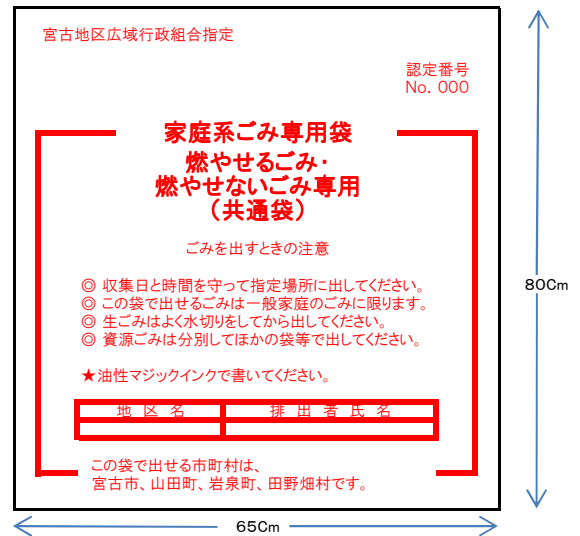 宮古地区広域行政組合指定
認定番号
No. 000
家庭系ごみ専用袋
燃やせるごみ・
燃やせないごみ専用
（共通袋）
ごみを出すときの注意
◎ 収集日と時間を守って指定場所に出してください。
◎ この袋で出せるごみは一般家庭のごみに限ります。
◎ 生ごみはよく水切りをしてから出してください。
◎ 資源ごみは分別してほかの袋等で出してください。
★油性マジックインクで書いてください。
地 区 名 排 出 者 氏 名
この袋で出せる市町村は、
宮古市、山田町、岩泉町、田野畑村です。
80Cm
65Cm